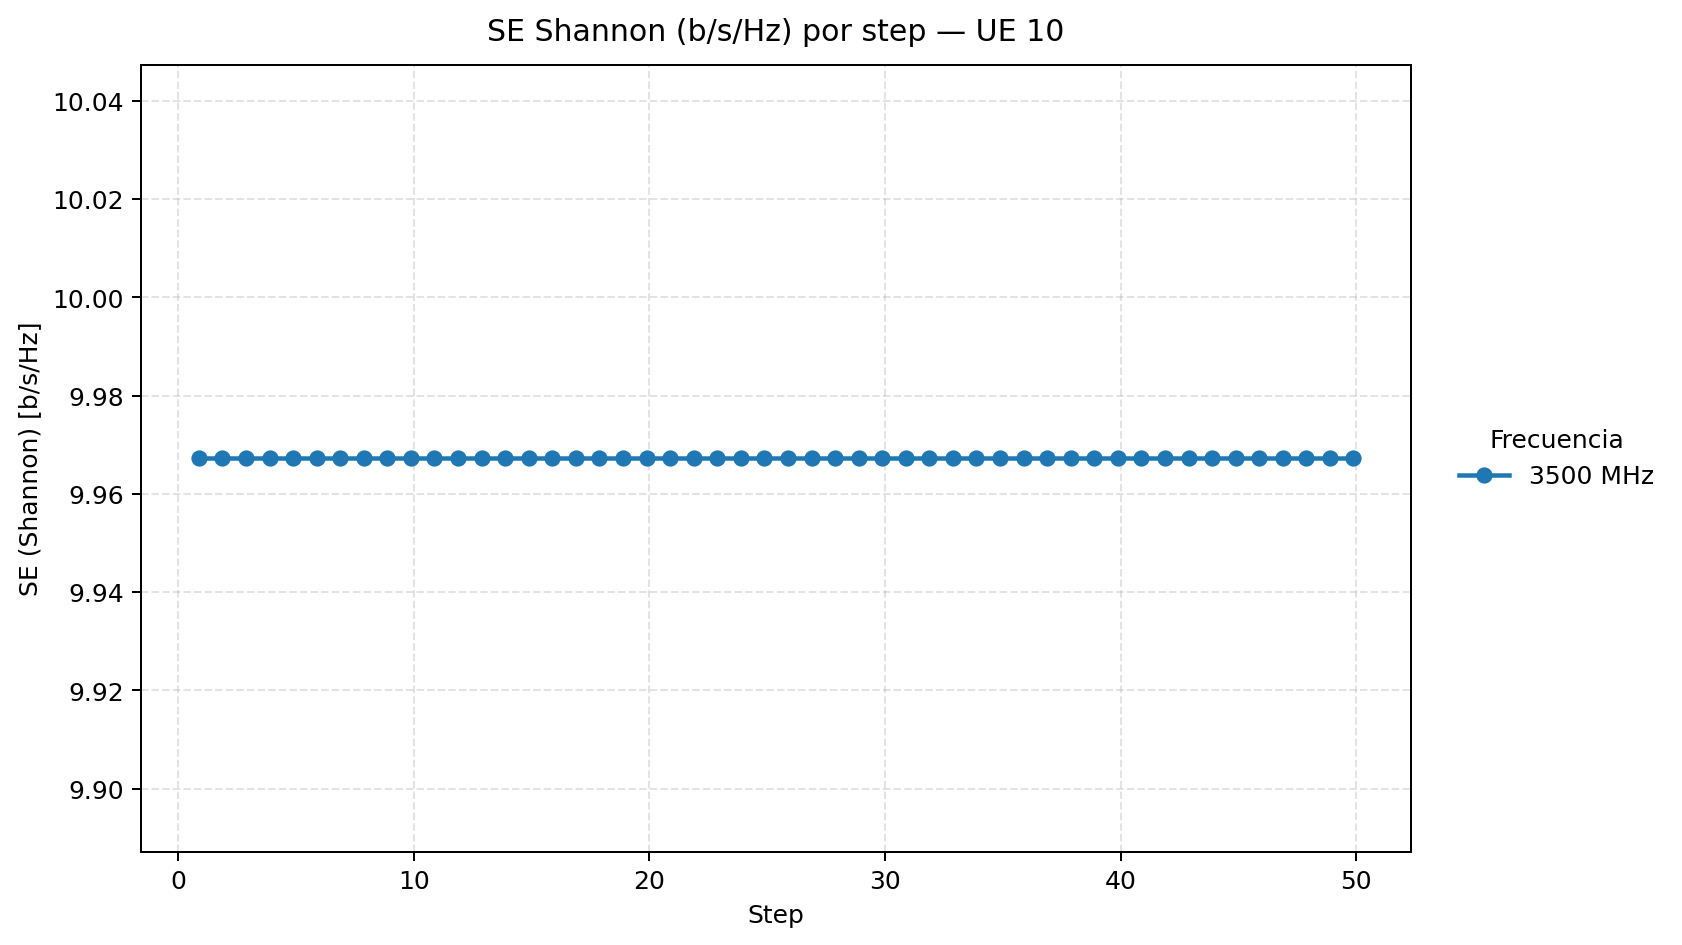 SE Shannon (b/s/Hz) por step — UE 10
SE (Shannon) [b/s/Hz]
10.04
10.02
10.00
9.98
9.96
9.94
9.92
9.90
0 10 20 30 40 50
Step
Frecuencia
3500 MHz